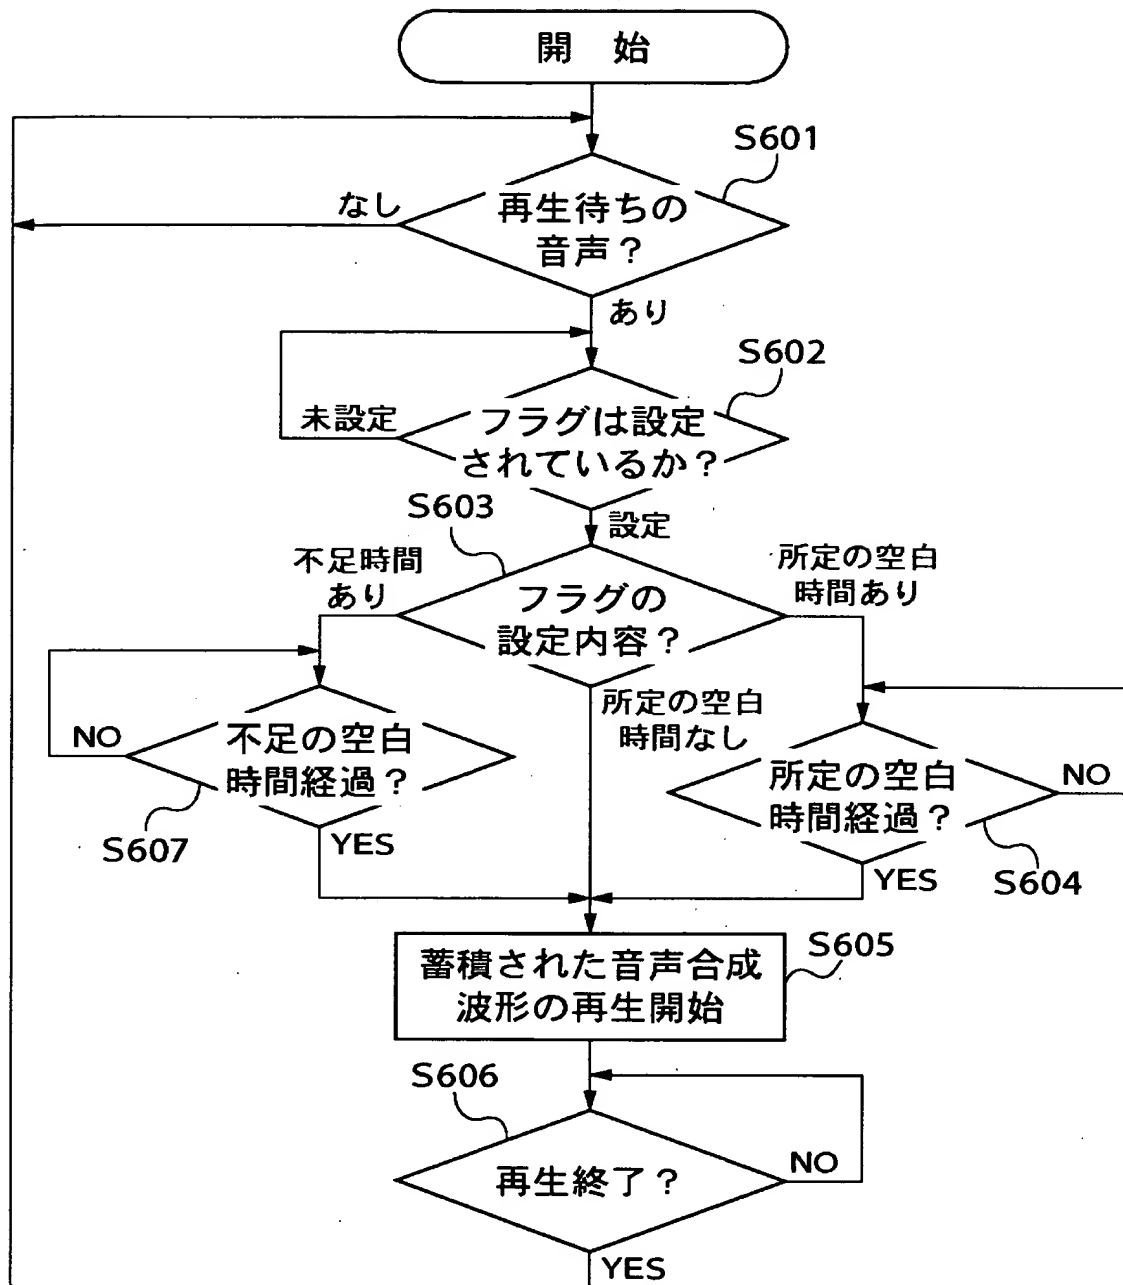 開 始
S601
なし
再生待ちの
音声?
あり
S602
未設定
フラグは設定
されているか?
S603
設定
不足時間
あり
所定の空白
時間あり
フラグの
設定内容?
所定の空白
時間なし
NO
不足の空白
時間経過?
所定の空白
時間経過?
NO
S607
YES
YES
S604
S605
蓄積された音声合成
波形の再生開始
S606
再生終了?
NO
YES